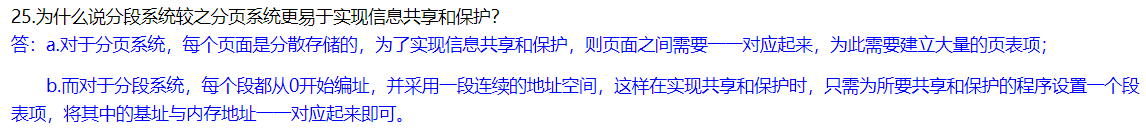 25.为什么说分段系统较之分页系统更易于实现信息共享和保护?
答：a.对于分页系统，每个页面是分散存储的，为了实现信息共享和保护，则页面之间需要一一对应起来，为此需要建立大量的页表项；
b.而对于分段系统，每个段都从0开始编址，并采用一段连续的地址空间，这样在实现共享和保护时，只需为所要共享和保护的程序设置一个段
表项，将其中的基址与内存地址一一对应起来即可。